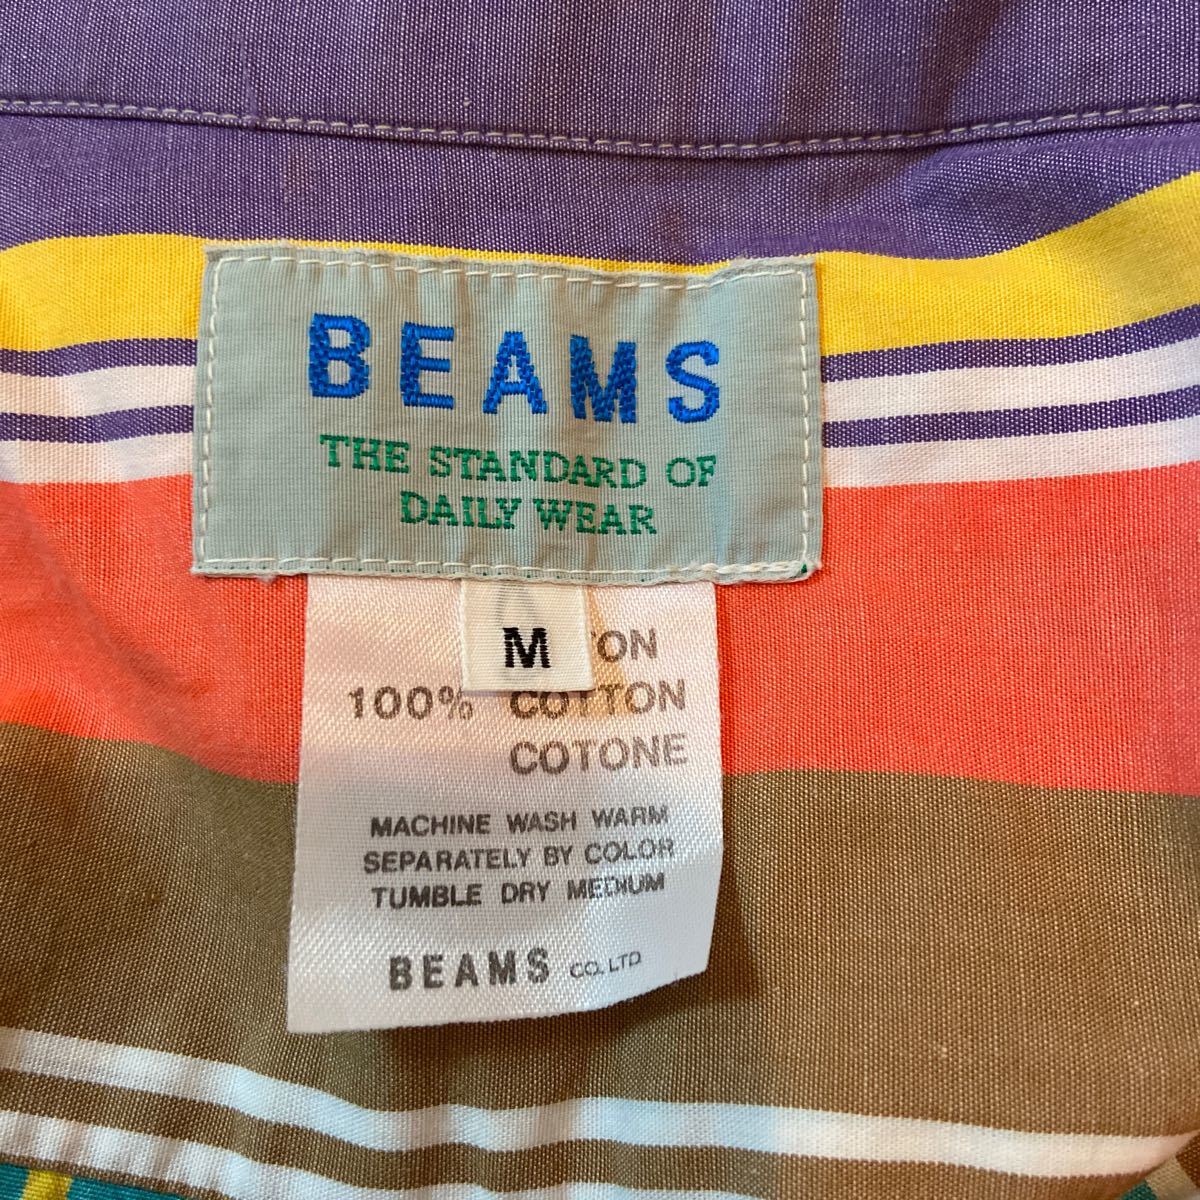 BEAMS
THE STANDARD OF
DAILY WEAR
M
100% COTTON
COTONE
MACHINE WASH WARM
SEPARATELY BY COLOR
TUMBLE DRY MEDIUM
BEAMS CO. LTD.